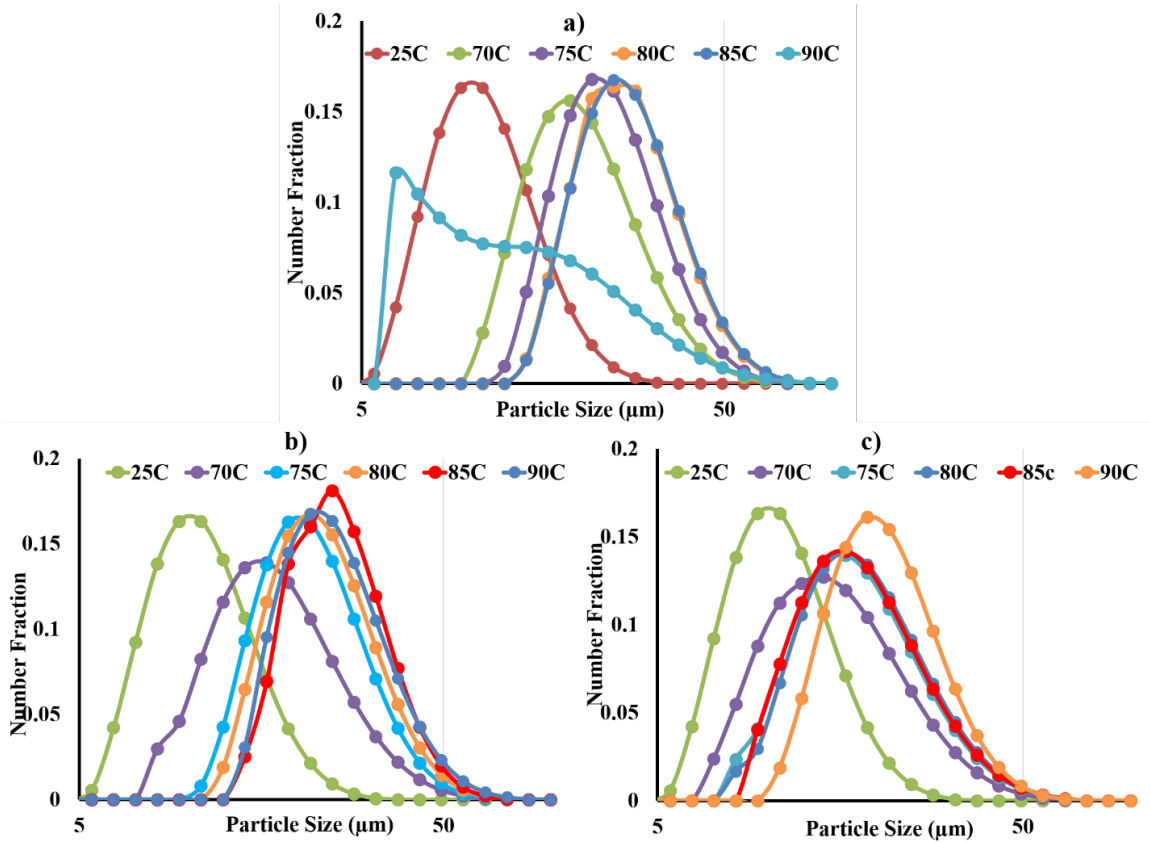 a)
0.2
25C 70C 75C 80C 85C 90C
0.15
0.1
0.05
0
Number Fraction
5 Particle Size (µm) 50
b)
0.2
25C 70C 75C 80C 85C 90C
0.15
0.1
0.05
0
Number Fraction
5 Particle Size (µm) 50
c)
0.2
25C 70C 75C 80C 85c 90C
0.15
0.1
0.05
0
Number Fraction
5 Particle Size (µm) 50